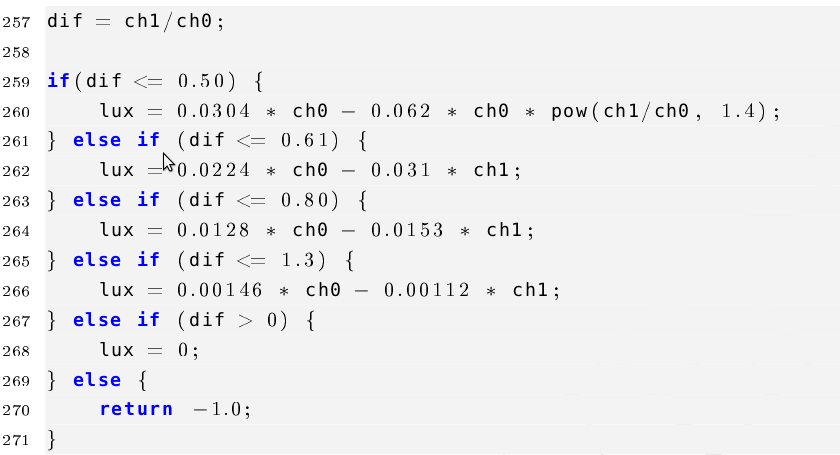 257 dif = ch1/ch0;
258
259 if(dif <= 0.50) {
260     lux = 0.0304 * ch0 − 0.062 * ch0 * pow(ch1/ch0, 1.4);
261 } else if (dif <= 0.61) {
262     lux = 0.0224 * ch0 − 0.031 * ch1;
263 } else if (dif <= 0.80) {
264     lux = 0.0128 * ch0 − 0.0153 * ch1;
265 } else if (dif <= 1.3) {
266     lux = 0.00146 * ch0 − 0.00112 * ch1;
267 } else if (dif > 0) {
268     lux = 0;
269 } else {
270     return −1.0;
271 }